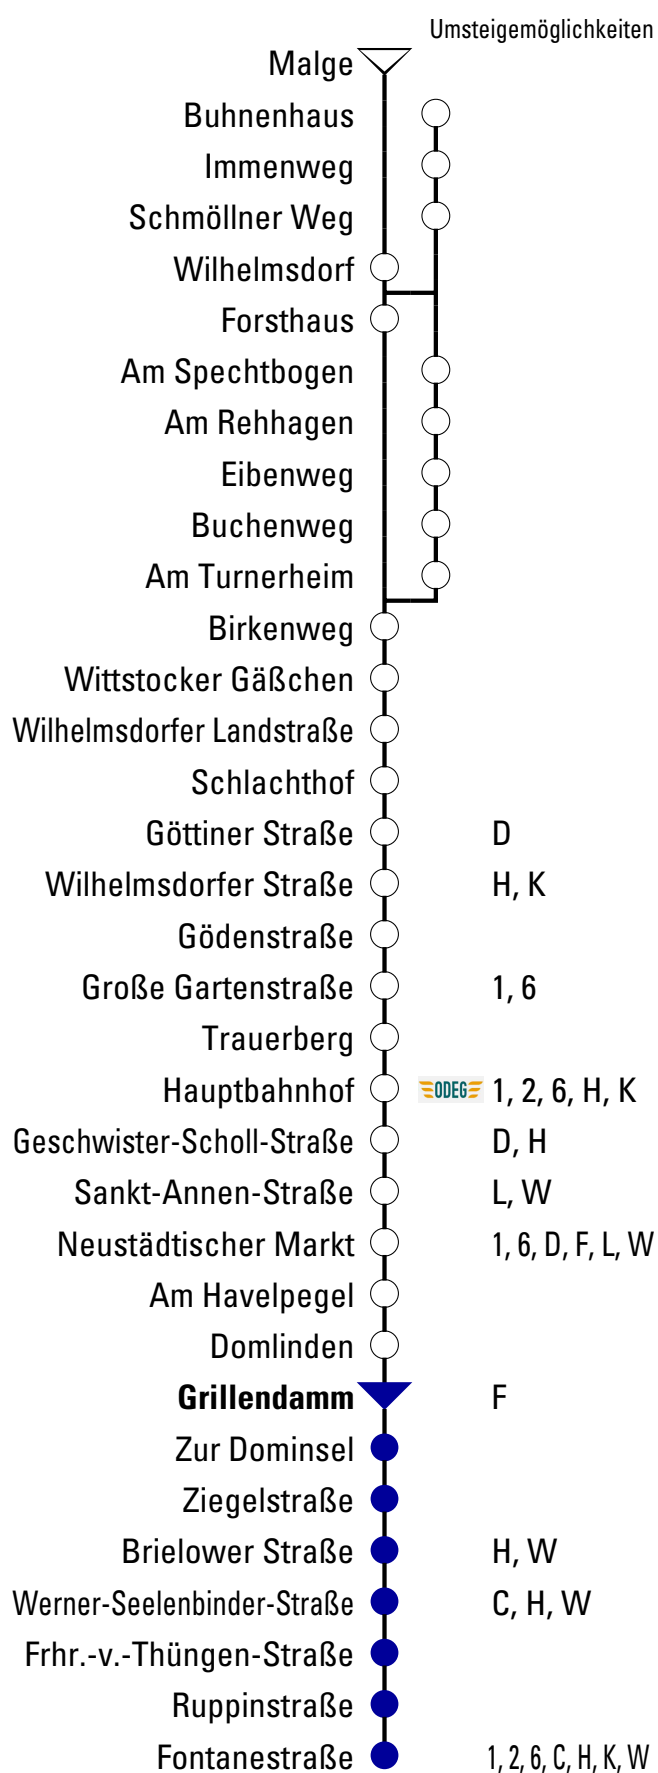 Umsteigemöglichkeiten
Malge
Buhnenhaus
Immenweg
Schmöllner Weg
Wilhelmsdorf
Forsthaus
Am Spechtbogen
Am Rehhagen
Eibenweg
Buchenweg
Am Turnerheim
Birkenweg
Wittstocker Gäßchen
Wilhelmsdorfer Landstraße
Schlachthof
Göttiner Straße D
Wilhelmsdorfer Straße H, K
Gödenstraße
Große Gartenstraße 1, 6
Trauerberg
Hauptbahnhof ODEG 1, 2, 6, H, K
Geschwister-Scholl-Straße D, H
Sankt-Annen-Straße L, W
Neustädtischer Markt 1, 6, D, F, L, W
Am Havelpegel
Domlinden
Grillendamm F
Zur Dominsel
Ziegelstraße
Brielower Straße H, W
Werner-Seelenbinder-Straße C, H, W
Frhr.-v.-Thüngen-Straße
Ruppinstraße
Fontanestraße 1, 2, 6, C, H, K, W